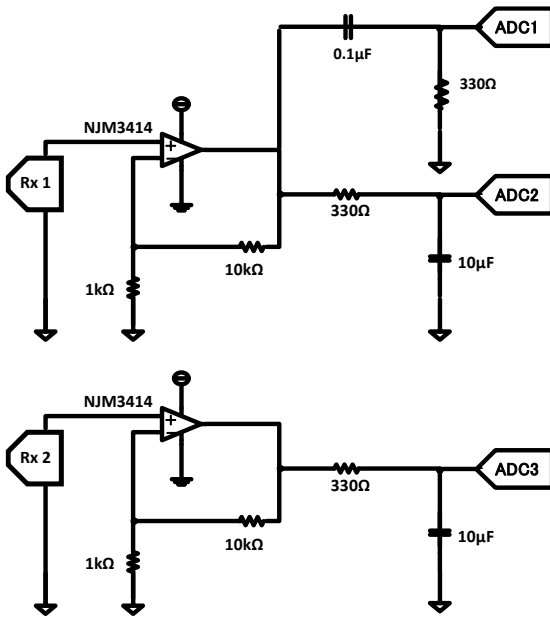 ADC1
0.1µF
330Ω
NJM3414
+
−
Rx 1
ADC2
330Ω
10kΩ
10µF
1kΩ
NJM3414
+
−
Rx 2
ADC3
330Ω
10kΩ
10µF
1kΩ